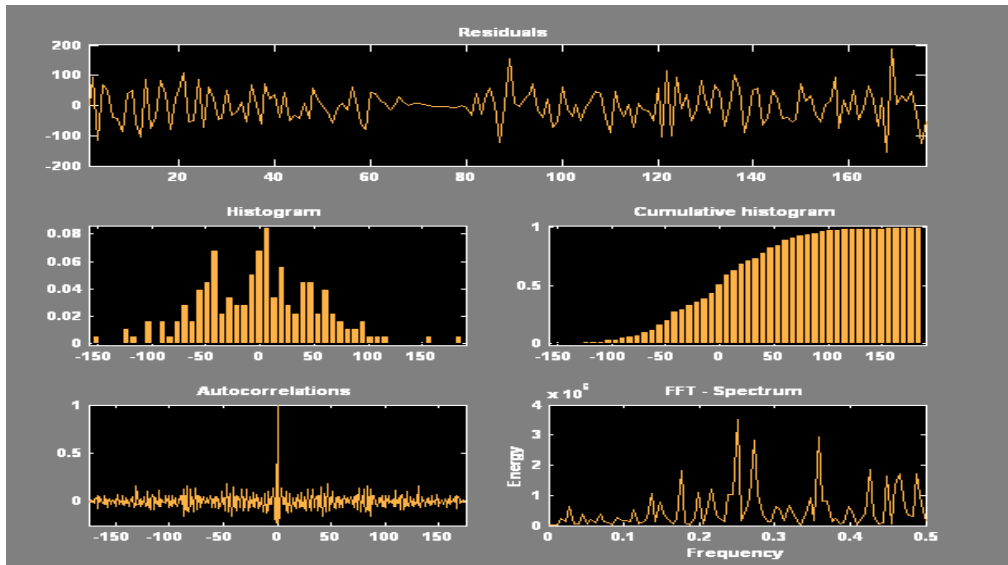 Residuals
200
100
0
-100
-200
20 40 60 80 100 120 140 160
Histogram
0.08
0.06
0.04
0.02
0
-150 -100 -50 0 50 100 150
Cumulative histogram
1
0.5
0
-150 -100 -50 0 50 100 150
Autocorrelations
1
0.5
0
-150 -100 -50 0 50 100 150
FFT - Spectrum
x 10^5
Energy
4
3
2
1
0
0 0.1 0.2 0.3 0.4 0.5
Frequency